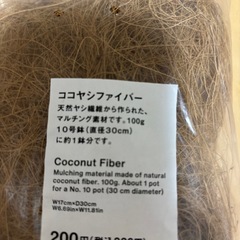 ココヤシファイバー
天然ヤシ繊維から作られた、
マルチング素材です。100g
10号鉢(直径30cm)
に約1鉢分です。
Coconut Fiber
Mulching material made of natural
coconut fiber. 100g. About 1 pot
for a No. 10 pot (30 cm diameter)
W17cm×D30cm
W6.69in×W11.81in
200円